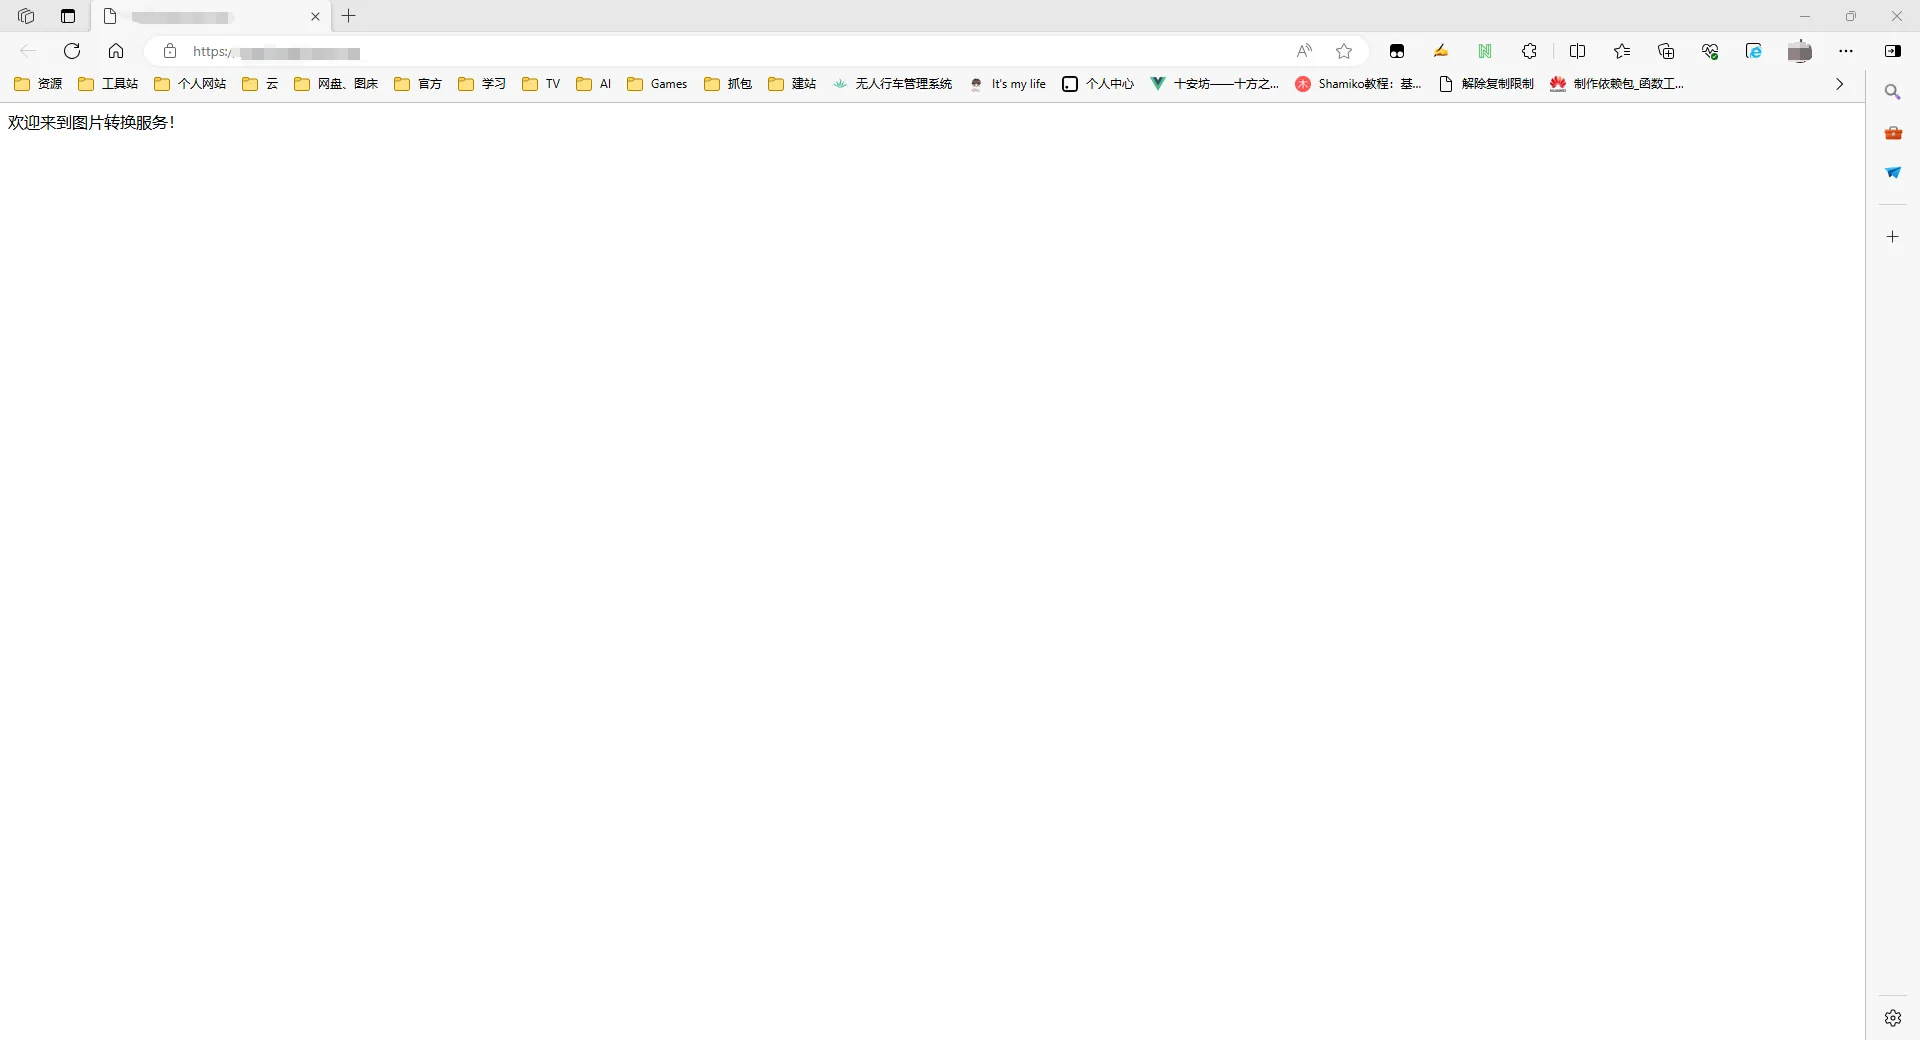 https:/
资源 工具站 个人网站 云 网盘、图床 官方 学习 TV AI Games 抓包 建站 无人行车管理系统 It's my life 个人中心 十安坊——十方之... Shamiko教程：基... 解除复制限制 制作依赖包_函数工...
欢迎来到图片转换服务！